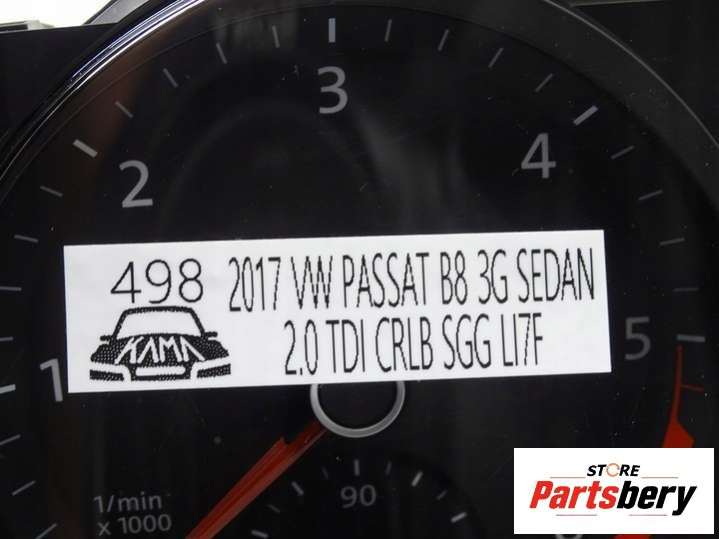 3
2
4
498 2017 VW PASSAT B8 3G SEDAN
KAMA
2.0 TDI CRLB SGG LI7F
1
5
1/min
x 1000
90
STORE
Partsbery